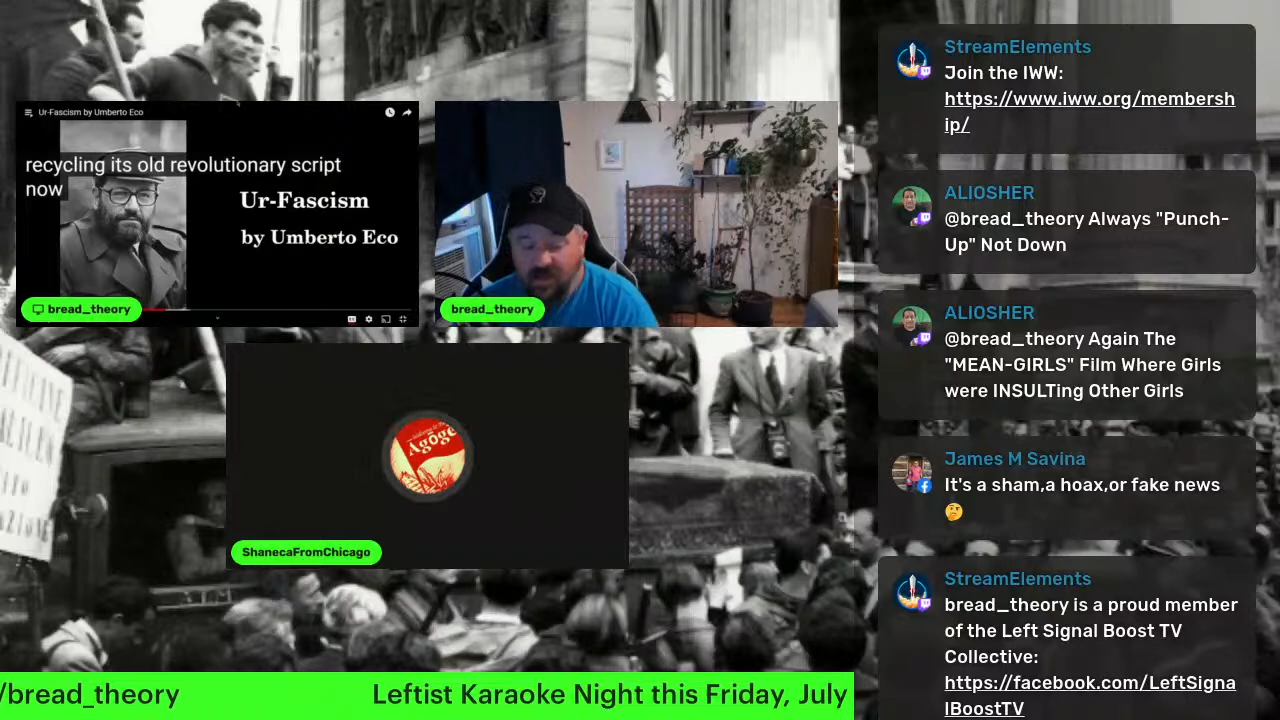 Ur-Fascism by Umberto Eco
recycling its old revolutionary script
now
Ur-Fascism
by Umberto Eco
bread_theory
bread_theory
Agōge
ShanecaFromChicago
/bread_theory
Leftist Karaoke Night this Friday, July
StreamElements
Join the IWW:
https://www.iww.org/membersh
ip/
ALIOSHER
@bread_theory Always "Punch-
Up" Not Down
ALIOSHER
@bread_theory Again The
"MEAN-GIRLS" Film Where Girls
were INSULTing Other Girls
James M Savina
It's a sham,a hoax,or fake news
🤔
StreamElements
bread_theory is a proud member
of the Left Signal Boost TV
Collective:
https://facebook.com/LeftSigna
lBoostTV